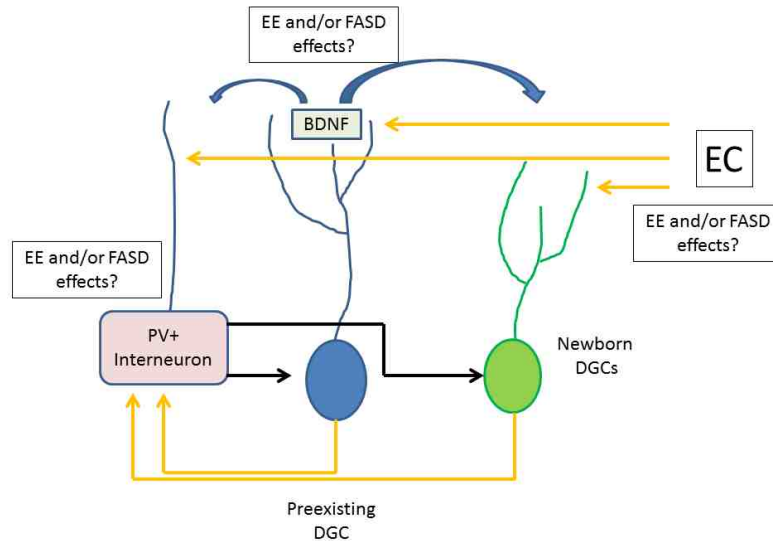 EE and/or FASD
effects?
BDNF
EC
EE and/or FASD
effects?
EE and/or FASD
effects?
PV+
Interneuron
Newborn
DGCs
Preexisting
DGC